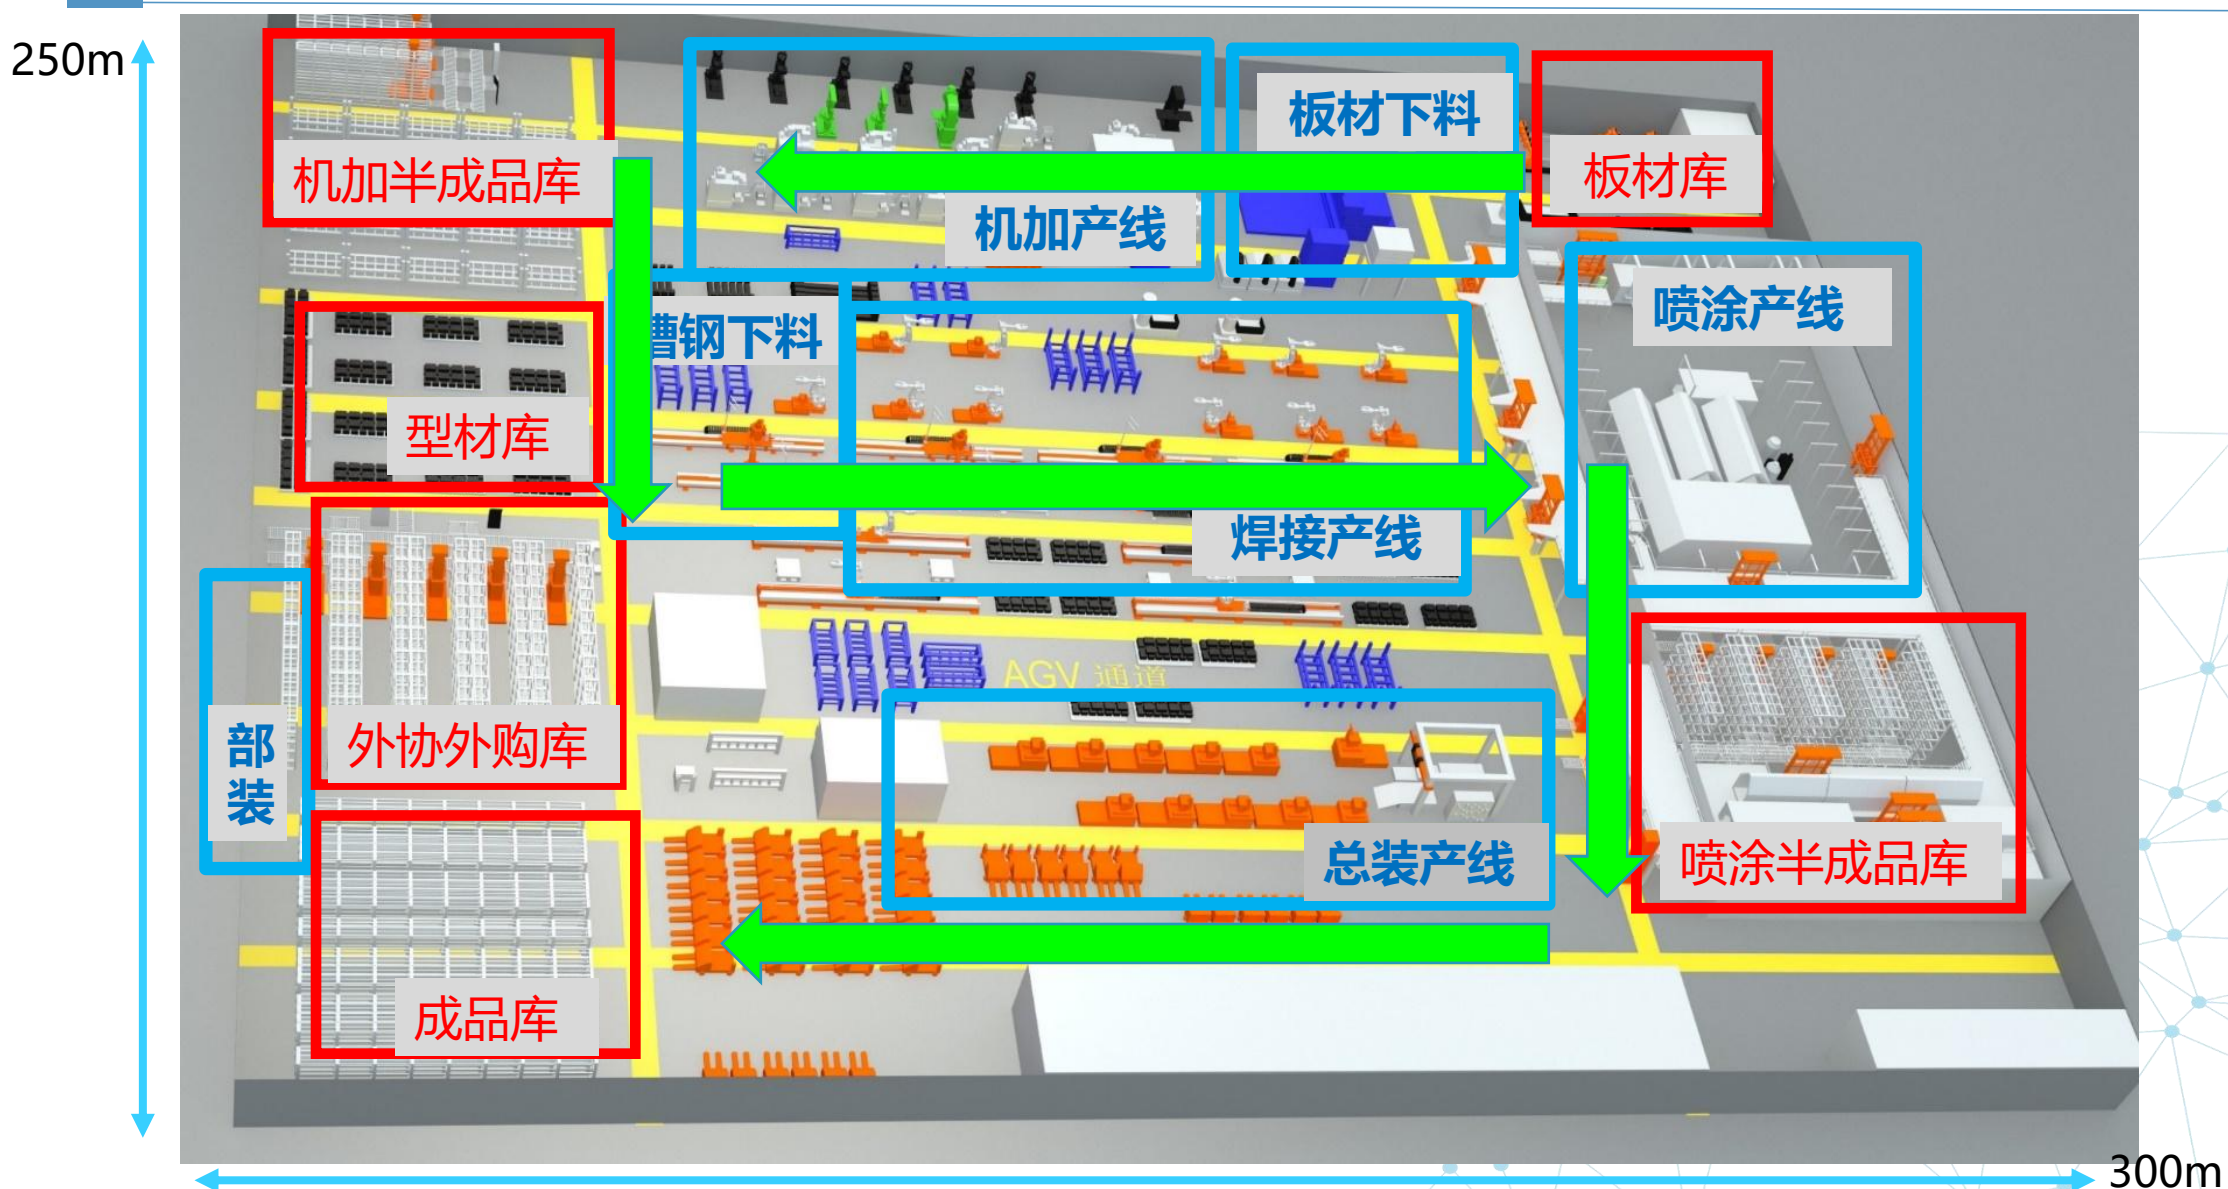 250m
机加半成品库
板材下料
板材库
机加产线
喷涂产线
槽钢下料
型材库
焊接产线
AGV 通道
部
装
外协外购库
总装产线
喷涂半成品库
成品库
300m